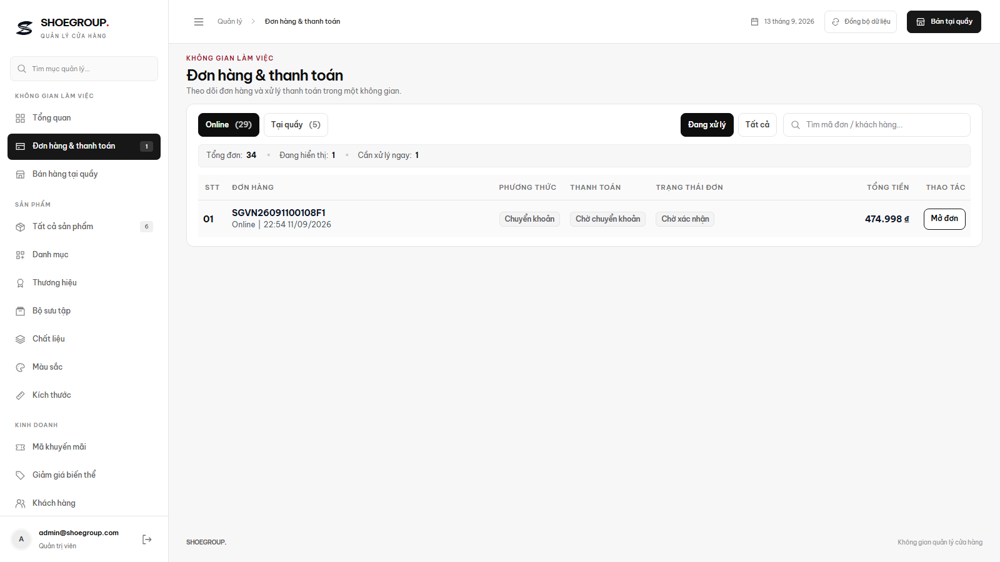 SHOEGROUP.
QUẢN LÝ CỬA HÀNG
Tìm mục quản lý...
KHÔNG GIAN LÀM VIỆC
Tổng quan
Đơn hàng & thanh toán 1
Bán hàng tại quầy
SẢN PHẨM
Tất cả sản phẩm 6
Danh mục
Thương hiệu
Bộ sưu tập
Chất liệu
Màu sắc
Kích thước
KINH DOANH
Mã khuyến mãi
Giảm giá biến thể
Khách hàng
A
admin@shoegroup.com
Quản trị viên
Quản lý > Đơn hàng & thanh toán
13 tháng 9, 2026
Đồng bộ dữ liệu
Bán tại quầy
KHÔNG GIAN LÀM VIỆC
Đơn hàng & thanh toán
Theo dõi đơn hàng và xử lý thanh toán trong một không gian.
Online (29) Tại quầy (5)
Đang xử lý Tất cả Tìm mã đơn / khách hàng...
Tổng đơn: 34 • Đang hiển thị: 1 • Cần xử lý ngay: 1
STT ĐƠN HÀNG PHƯƠNG THỨC THANH TOÁN TRẠNG THÁI ĐƠN TỔNG TIỀN THAO TÁC
01 SGVN26091100108F1 Chuyển khoản Chờ chuyển khoản Chờ xác nhận 474.998 ₫ Mở đơn
Online | 22:54 11/09/2026
SHOEGROUP.
Không gian quản lý cửa hàng